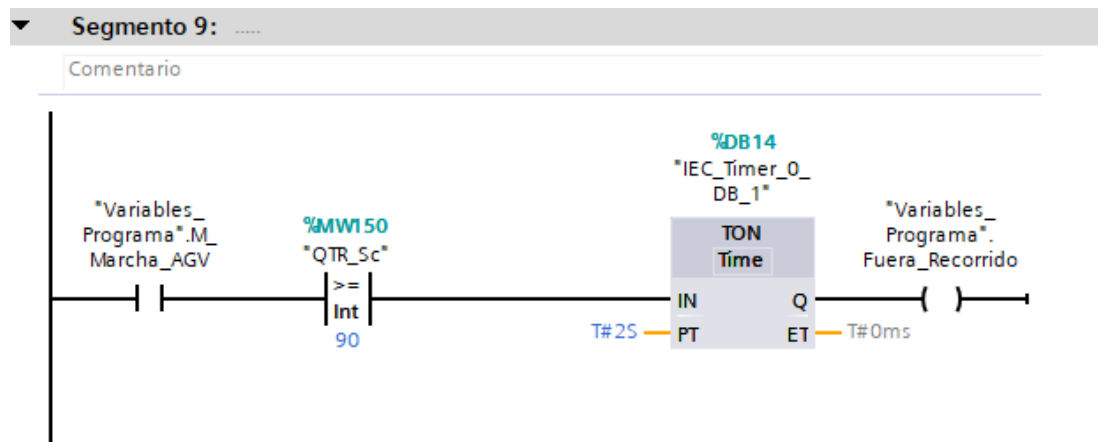 Segmento 9: .....
Comentario
%DB14
"IEC_Timer_0_
DB_1"
"Variables_
Programa".M_
Marcha_AGV
%MW150
"QTR_Sc"
"Variables_
Programa".
Fuera_Recorrido
TON
Time
>=
Int
90
IN
Q
T#2S
PT
ET
T#0ms